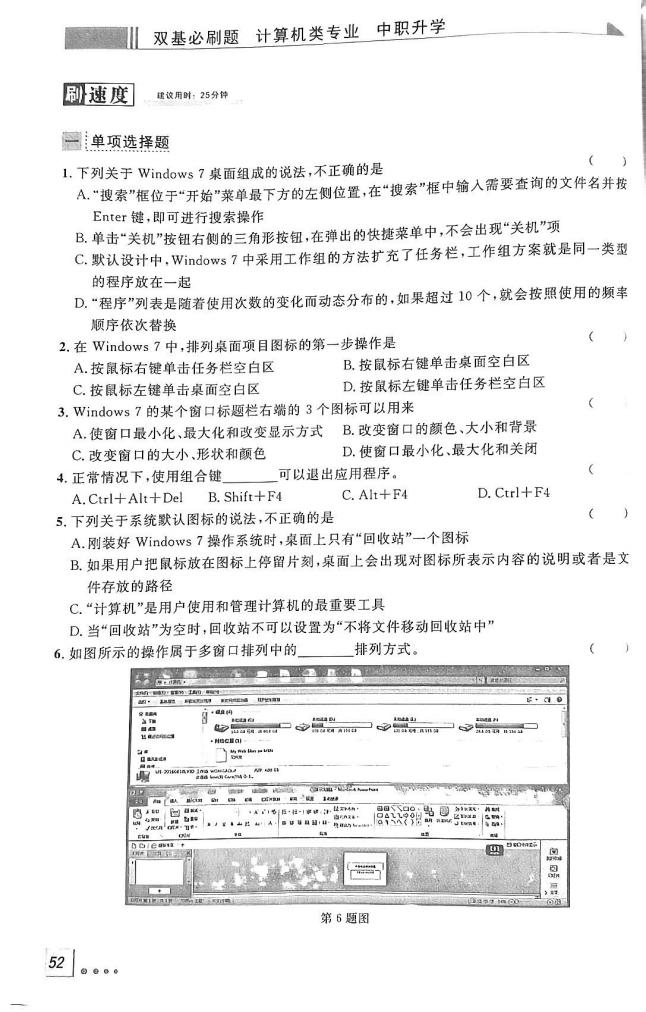 双基必刷题 计算机类专业 中职升学
刷速度 建议用时：25分钟
一 单项选择题
1. 下列关于 Windows 7 桌面组成的说法，不正确的是 （ ）
A. “搜索”框位于“开始”菜单最下方的左侧位置，在“搜索”框中输入需要查询的文件名并按
Enter 键，即可进行搜索操作
B. 单击“关机”按钮右侧的三角形按钮，在弹出的快捷菜单中，不会出现“关机”项
C. 默认设计中，Windows 7 中采用工作组的方法扩充了任务栏，工作组方案就是同一类型
的程序放在一起
D. “程序”列表是随着使用次数的变化而动态分布的，如果超过 10 个，就会按照使用的频率
顺序依次替换
2. 在 Windows 7 中，排列桌面项目图标的第一步操作是 （ ）
A. 按鼠标右键单击任务栏空白区 B. 按鼠标右键单击桌面空白区
C. 按鼠标左键单击桌面空白区 D. 按鼠标左键单击任务栏空白区
3. Windows 7 的某个窗口标题栏右端的 3 个图标可以用来 （
A. 使窗口最小化、最大化和改变显示方式 B. 改变窗口的颜色、大小和背景
C. 改变窗口的大小、形状和颜色 D. 使窗口最小化、最大化和关闭
4. 正常情况下，使用组合键______可以退出应用程序。 （
A. Ctrl＋Alt＋Del B. Shift＋F4 C. Alt＋F4 D. Ctrl＋F4
5. 下列关于系统默认图标的说法，不正确的是 （ ）
A. 刚装好 Windows 7 操作系统时，桌面上只有“回收站”一个图标
B. 如果用户把鼠标放在图标上停留片刻，桌面上会出现对图标所表示内容的说明或者是文
件存放的路径
C. “计算机”是用户使用和管理计算机的最重要工具
D. 当“回收站”为空时，回收站不可以设置为“不将文件移动回收站中”
6. 如图所示的操作属于多窗口排列中的______排列方式。 （ ）
My Web Sites on MSN
Microsoft PowerPoint
第 6 题图
52